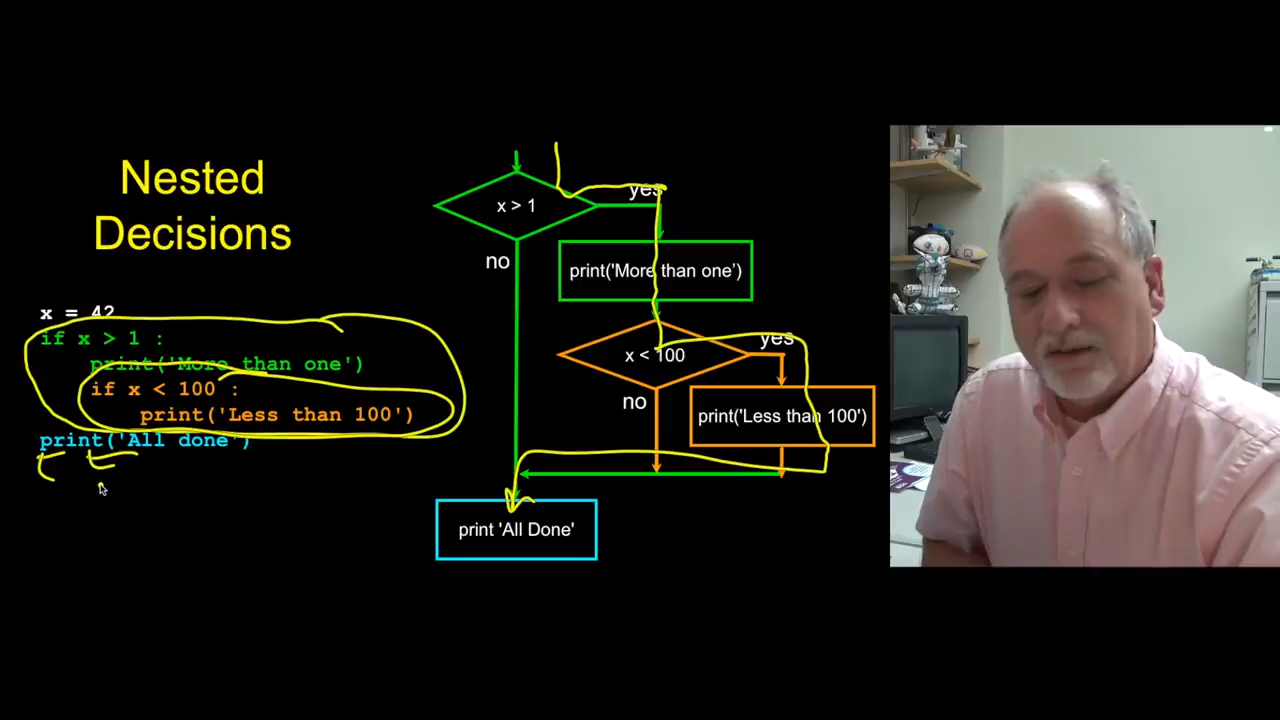 Nested
Decisions
x = 42
if x > 1 :
print('More than one')
if x < 100 :
print('Less than 100')
print('All done')
x > 1
yes
no
print('More than one’)
x < 100
yes
no
print('Less than 100')
print 'All Done'